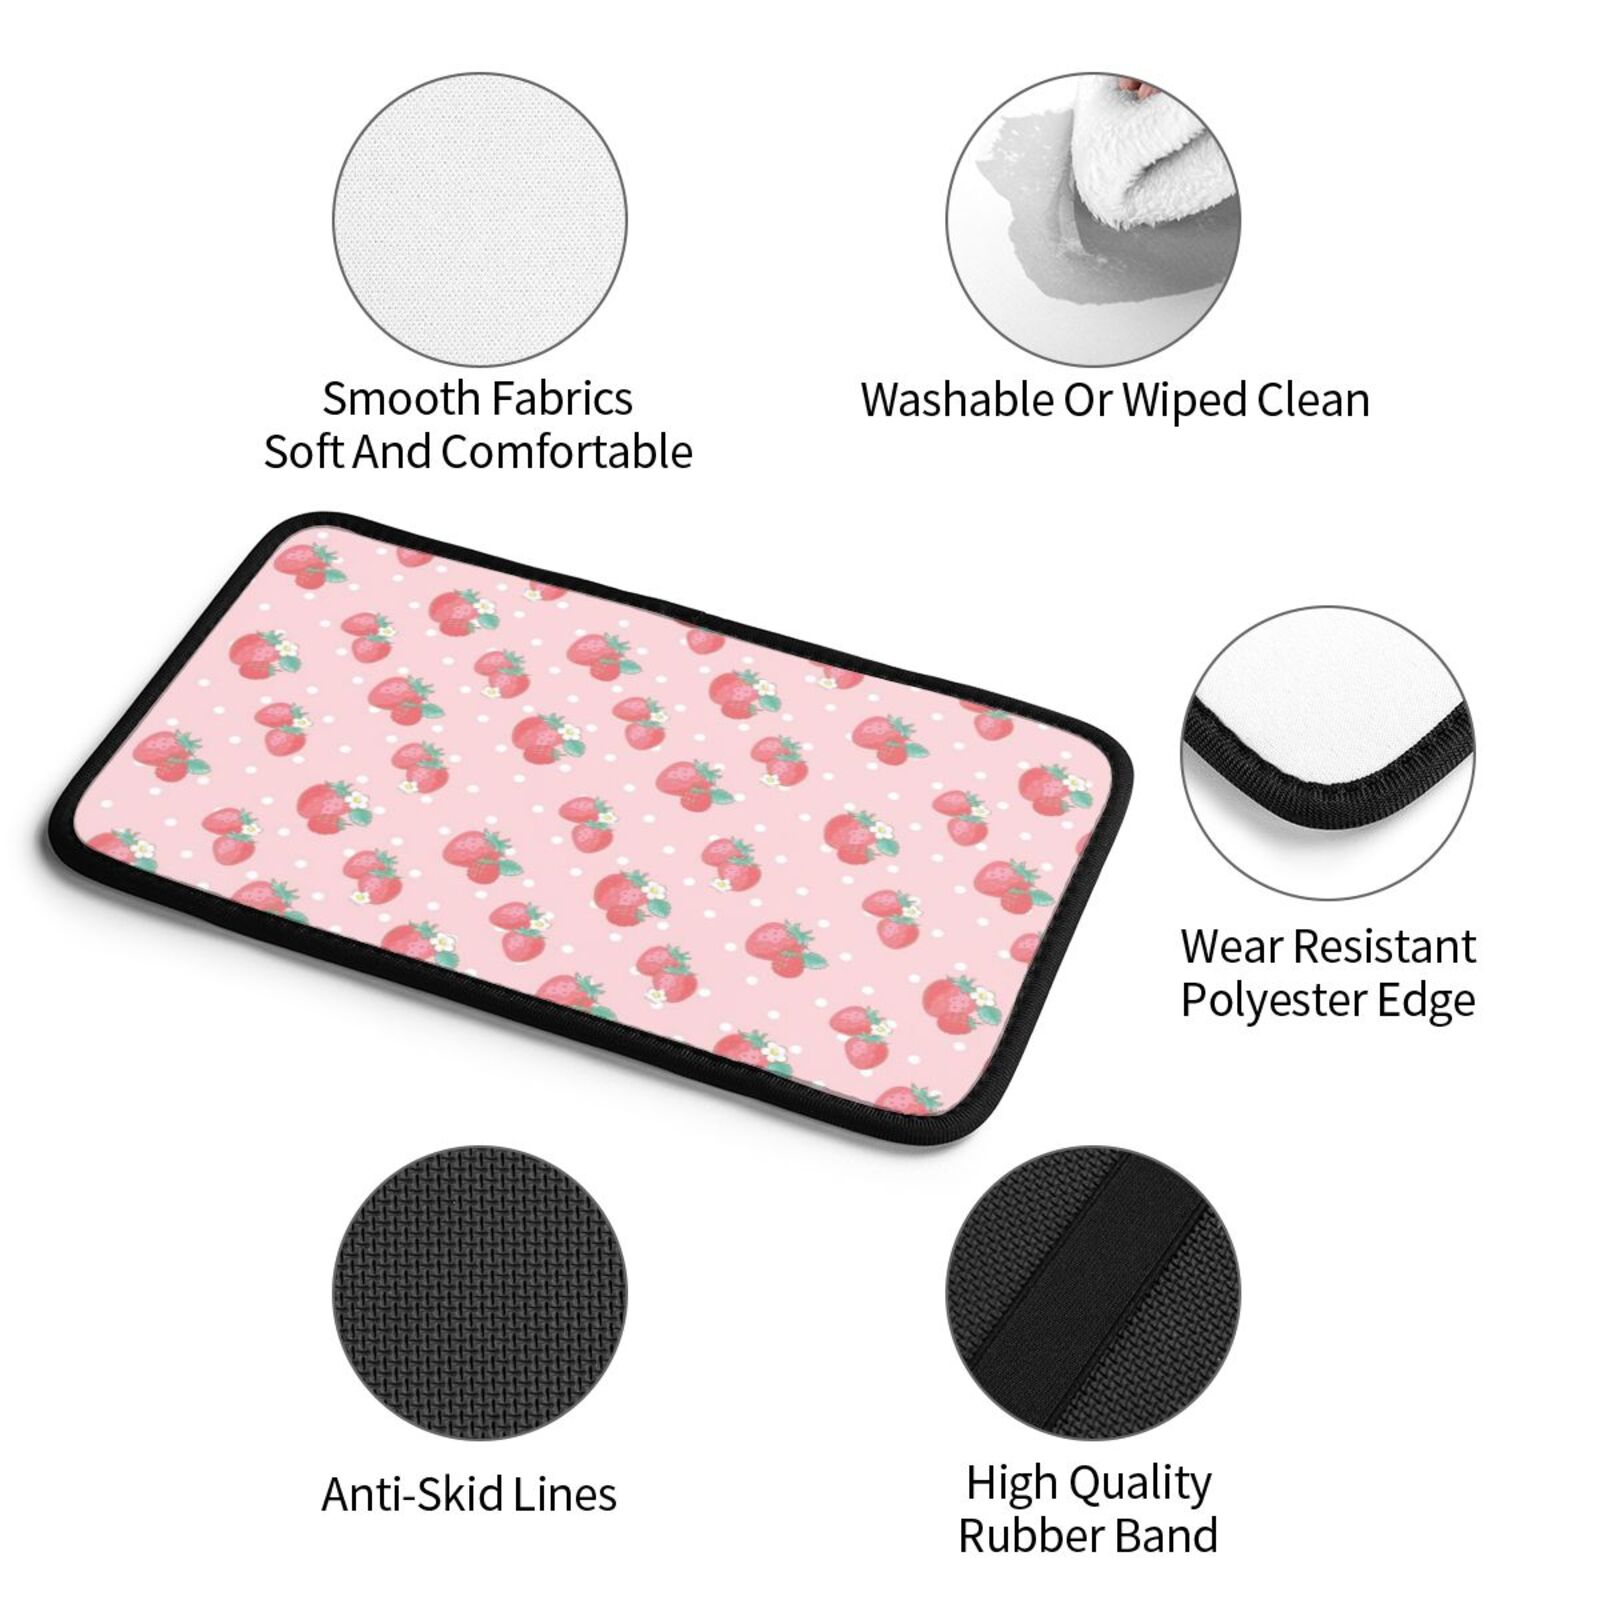 Smooth Fabrics
Soft And Comfortable
Washable Or Wiped Clean
Wear Resistant
Polyester Edge
Anti-Skid Lines
High Quality
Rubber Band